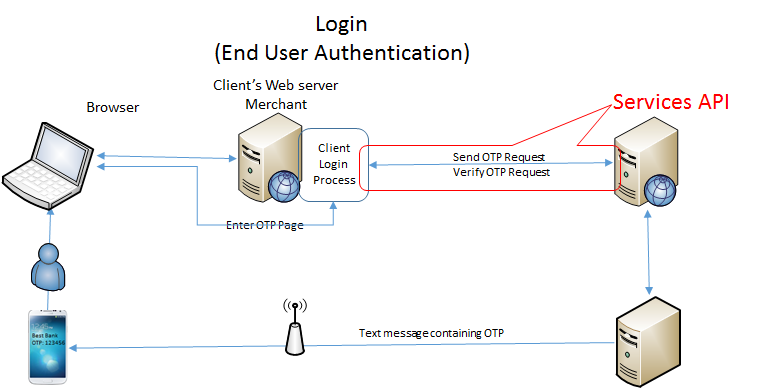 Login
(End User Authentication)
Client's Web server
Merchant
Browser
Services API
Client
Login
Process
Send OTP Request
Verify OTP Request
Enter OTP Page
Best Bank
OTP: 123456
Text message containing OTP